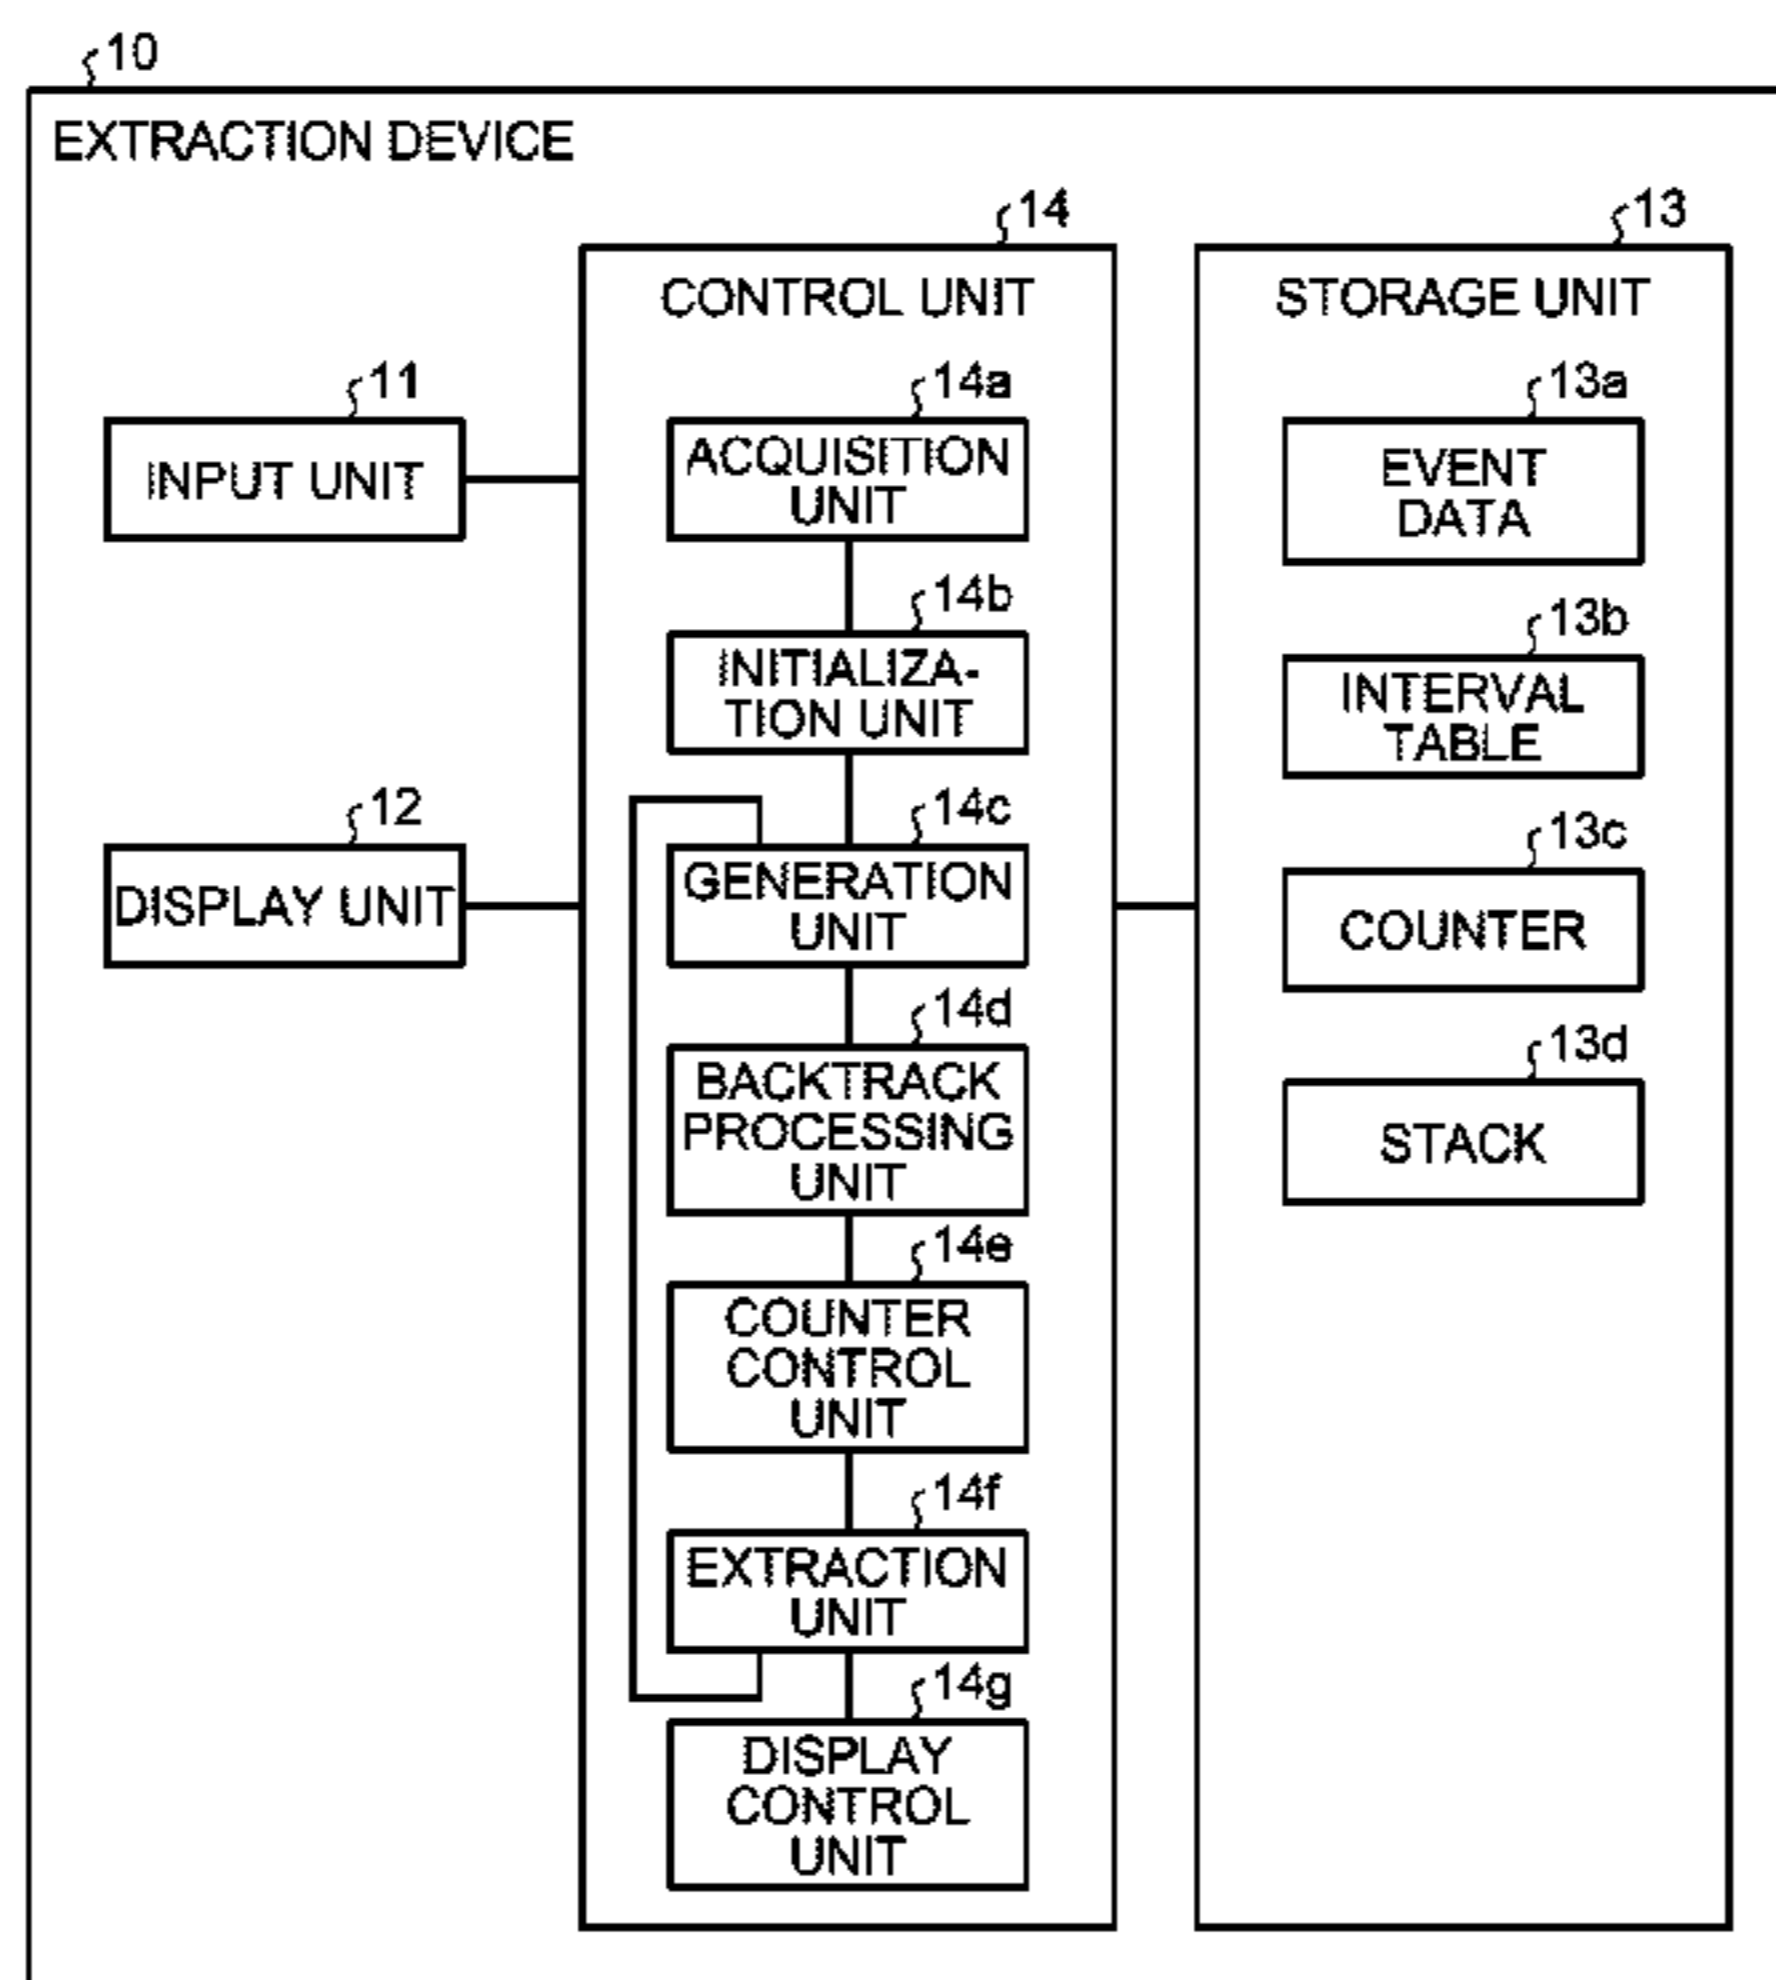 10
EXTRACTION DEVICE
14
CONTROL UNIT
13
STORAGE UNIT
11
INPUT UNIT
12
DISPLAY UNIT
14a
ACQUISITION
UNIT
14b
INITIALIZA-
TION UNIT
14c
GENERATION
UNIT
14d
BACKTRACK
PROCESSING
UNIT
14e
COUNTER
CONTROL
UNIT
14f
EXTRACTION
UNIT
14g
DISPLAY
CONTROL
UNIT
13a
EVENT
DATA
13b
INTERVAL
TABLE
13c
COUNTER
13d
STACK